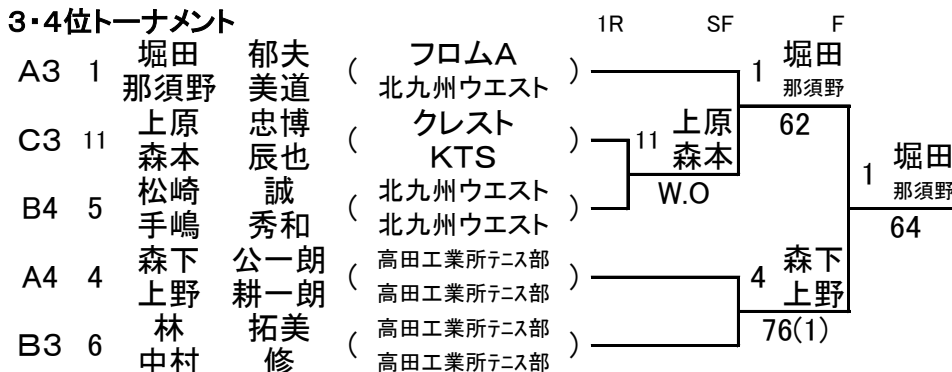 3・4位トーナメント 1R SF F
A3 1 堀田 郁夫 ( フロムA )
那須野 美道 北九州ウエスト
C3 11 上原 忠博 ( クレスト )
森本 辰也 KTS
B4 5 松崎 誠 ( 北九州ウエスト )
手嶋 秀和 北九州ウエスト
A4 4 森下 公一朗 ( 高田工業所テニス部 )
上野 耕一朗 高田工業所テニス部
B3 6 林 拓美 ( 高田工業所テニス部 )
中村 修 高田工業所テニス部
11 上原
森本
W.O
1 堀田
那須野
62
4 森下
上野
76(1)
1 堀田
那須野
64